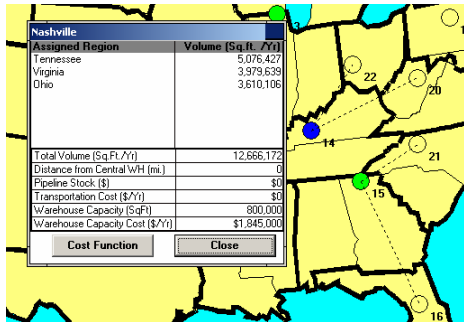 Nashville
Assigned Region Volume (Sq.ft. /Yr)
Tennessee 5,076,427
Virginia 3,979,639
Ohio 3,610,106
Total Volume (Sq.Ft./Yr) 12,666,172
Distance from Central WH (mi.) 0
Pipeline Stock ($) $0
Transportation Cost ($/Yr) $0
Warehouse Capacity (SqFt) 800,000
Warehouse Capacity Cost ($/Yr) $1,845,000
Cost Function Close
3
22
20
14
21
15
16